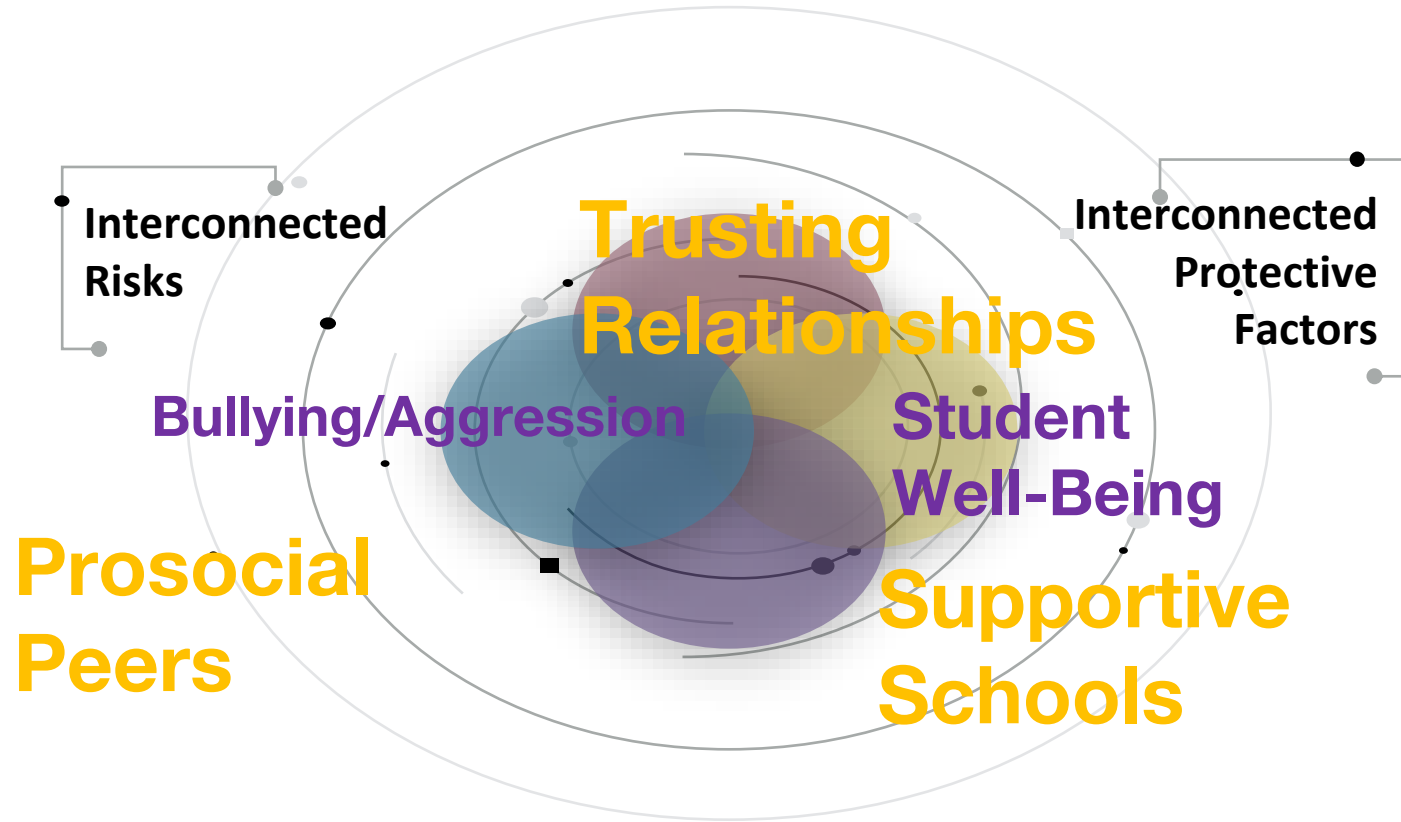 Interconnected
Risks
Trusting
Relationships
Interconnected
Protective
Factors
Bullying/Aggression
Student
Well-Being
Prosocial
Peers
Supportive
Schools